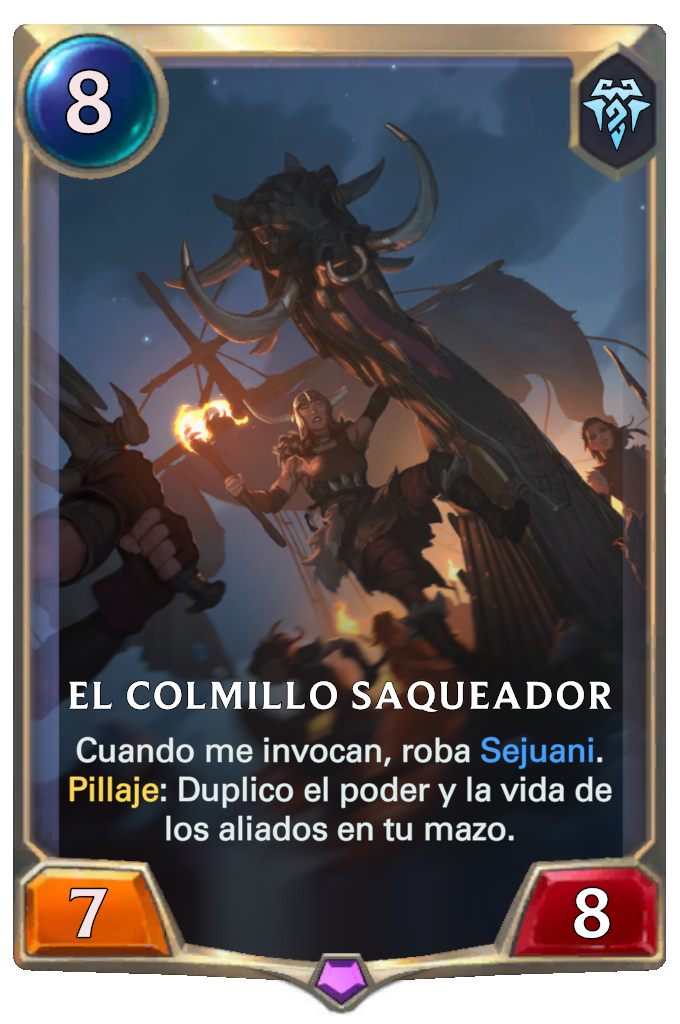 8
EL COLMILLO SAQUEADOR
Cuando me invocan, roba Sejuani.
Pillaje: Duplico el poder y la vida de
los aliados en tu mazo.
7
8